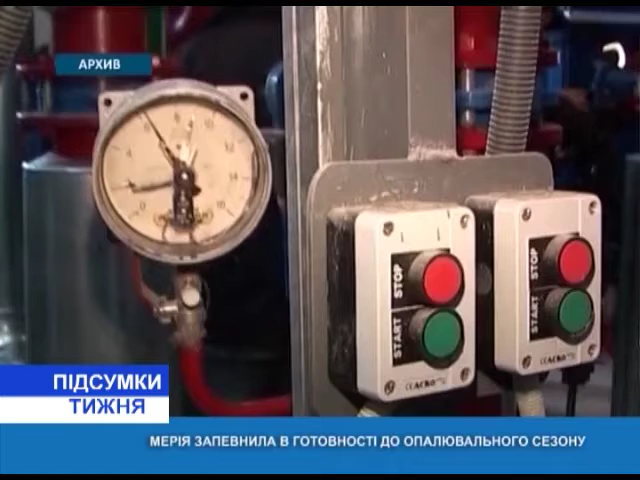 АРХИВ
STOP
START
STOP
START
ПІДСУМКИ
ТИЖНЯ
МЕРІЯ ЗАПЕВНИЛА В ГОТОВНОСТІ ДО ОПАЛЮВАЛЬНОГО СЕЗОНУ